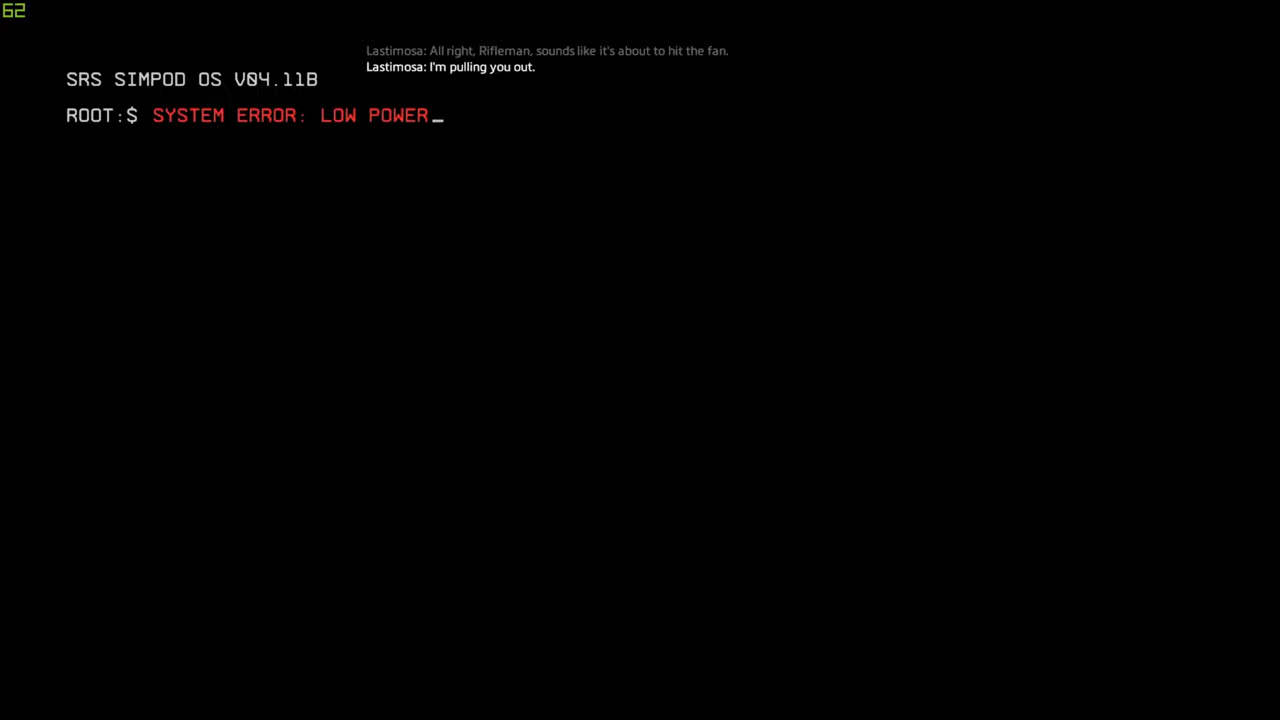 62
Lastimosa: All right, Rifleman, sounds like it's about to hit the fan.
Lastimosa: I'm pulling you out.
SRS SIMPOD OS V04.11B
ROOT:$ SYSTEM ERROR: LOW POWER_